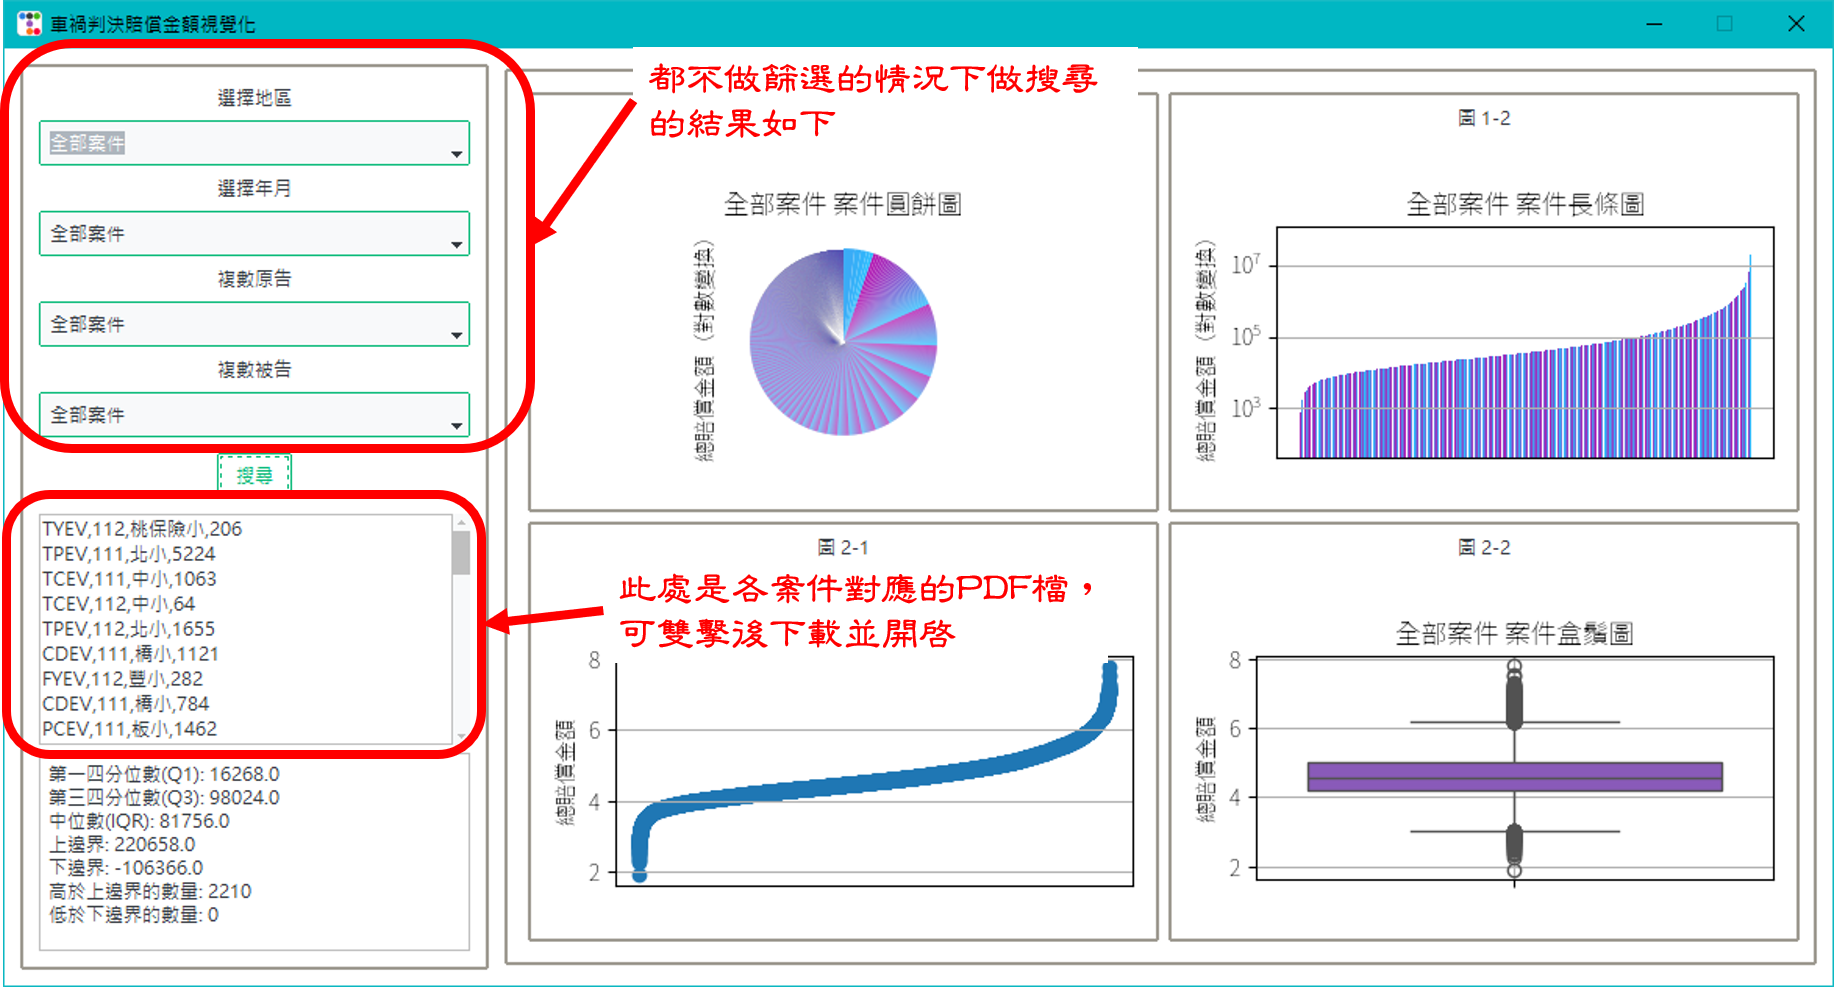 車禍判決賠償金額視覺化
選擇地區
全部案件
選擇年月
全部案件
複數原告
全部案件
複數被告
全部案件
搜尋
TYEV,112,桃保險小,206
TPEV,111,北小,5224
TCEV,111,中小,1063
TCEV,112,中小,64
TPEV,112,北小,1655
CDEV,111,橋小,1121
FYEV,112,豐小,282
CDEV,111,橋小,784
PCEV,111,板小,1462
第一四分位數(Q1): 16268.0
第三四分位數(Q3): 98024.0
中位數(IQR): 81756.0
上邊界: 220658.0
下邊界: -106366.0
高於上邊界的數量: 2210
低於下邊界的數量: 0
都不做篩選的情況下做搜尋
的結果如下
全部案件 案件圓餅圖
總賠償金額（對數變換）
圖 1-2
全部案件 案件長條圖
總賠償金額（對數變換）
10⁷
10⁵
10³
圖 2-1
此處是各案件對應的PDF檔，
可雙擊後下載並開啓
總賠償金額
8
6
4
2
圖 2-2
全部案件 案件盒鬚圖
總賠償金額
8
6
4
2